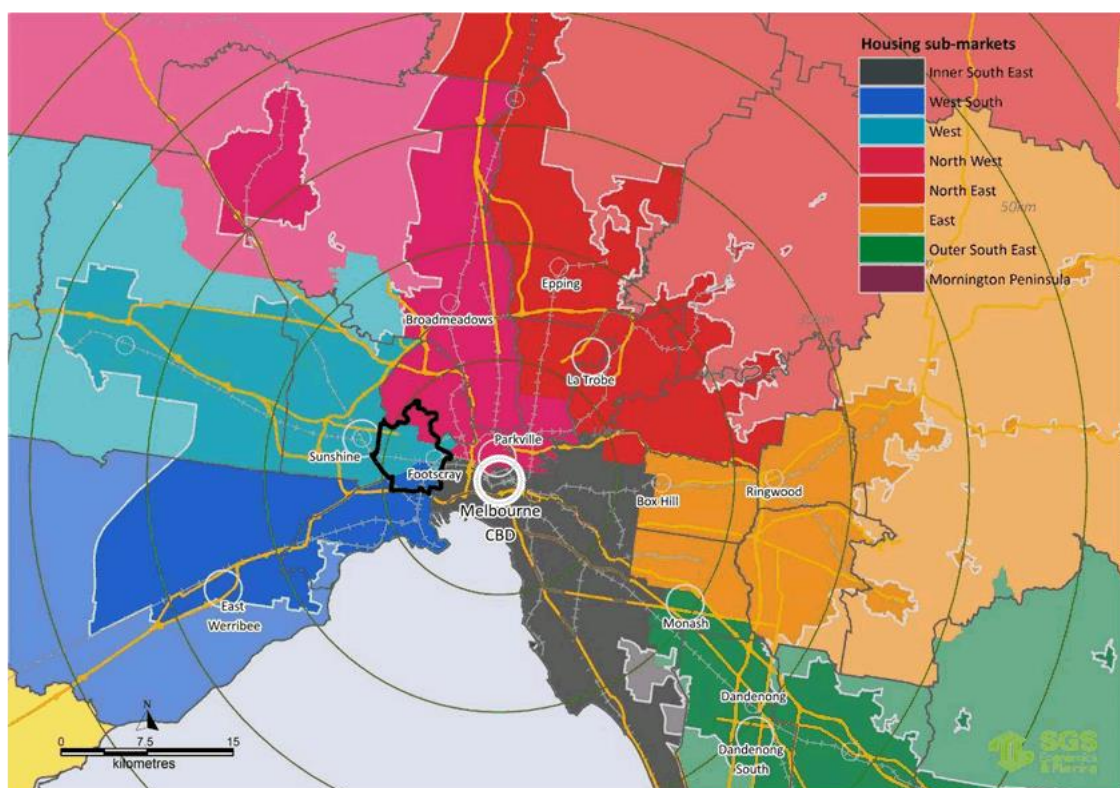 Housing sub-markets
Inner South East
West South
West
North West
North East
East
Outer South East
Mornington Peninsula
50km
Epping
Broadmeadows
La Trobe
Parkville
Sunshine
Footscray
Box Hill
Ringwood
Melbourne
CBD
East
Werribee
Monash
Dandenong
Dandenong
South
N
0 7.5 15
kilometres
SGS
Economics
& Planning